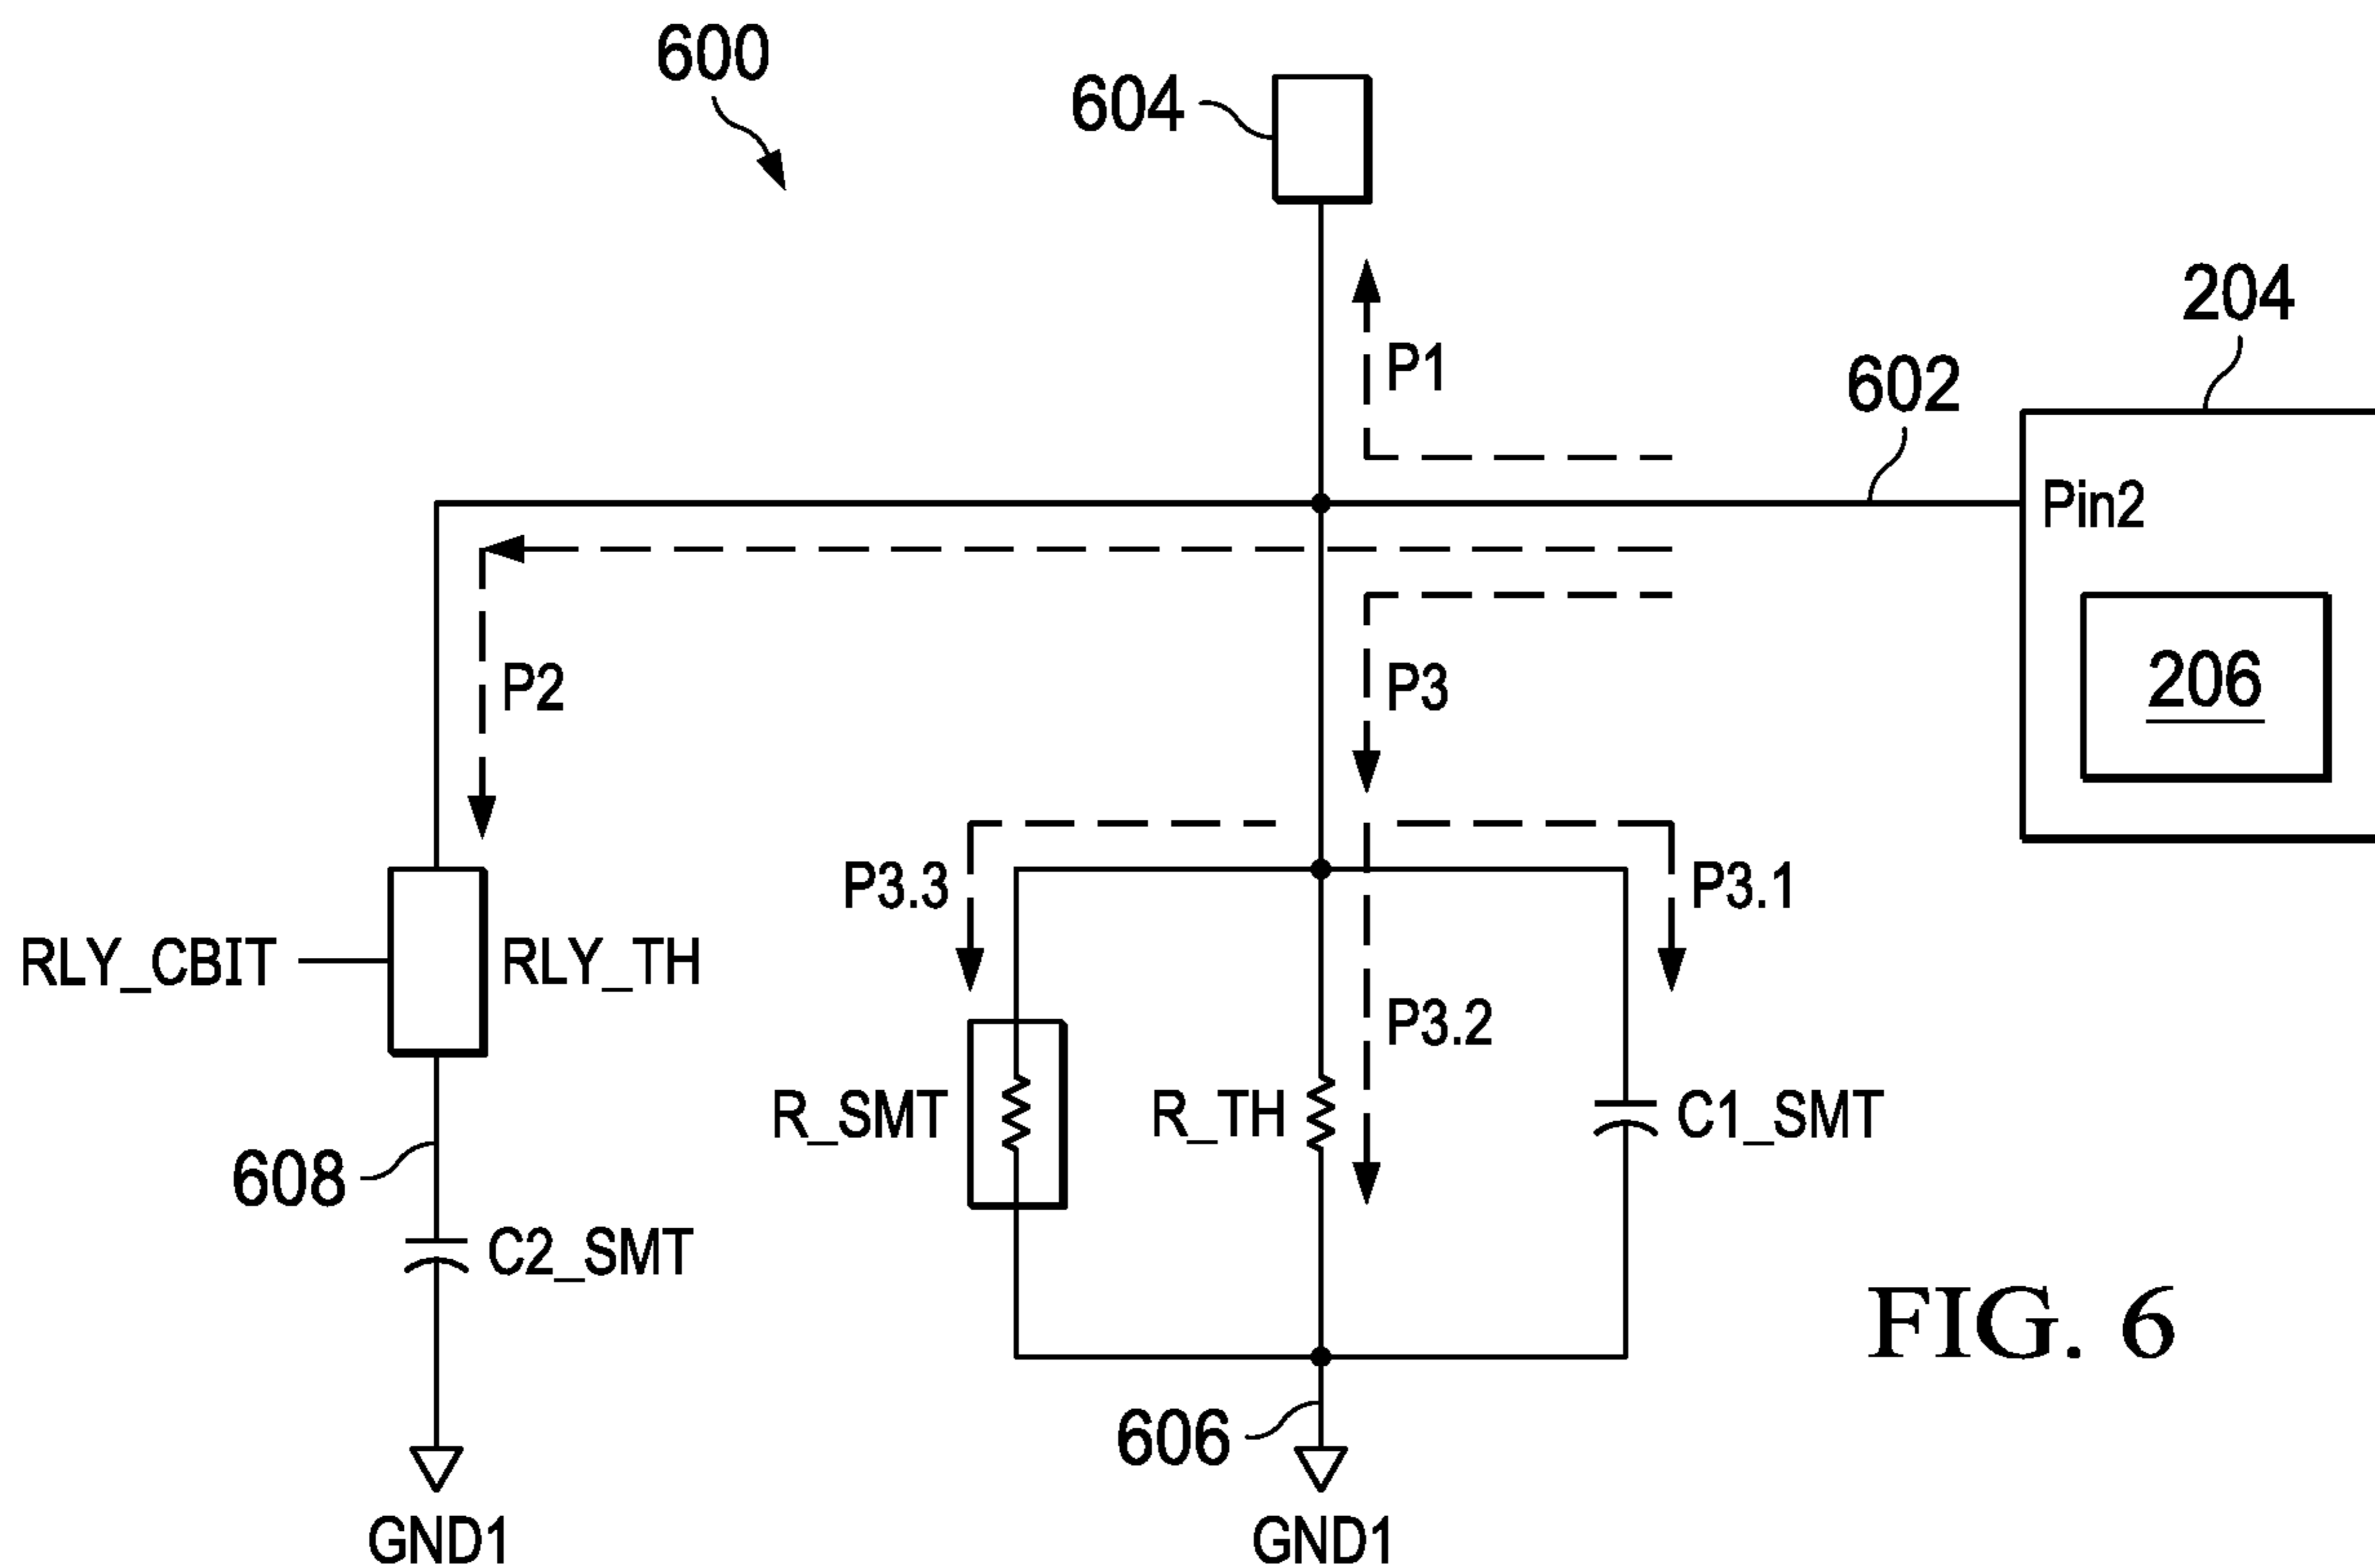 600
604
204
P1
602
Pin2
P2
P3
206
P3.3
P3.1
RLY_CBIT
RLY_TH
P3.2
R_SMT
R_TH
C1_SMT
608
C2_SMT
FIG. 6
606
GND1
GND1